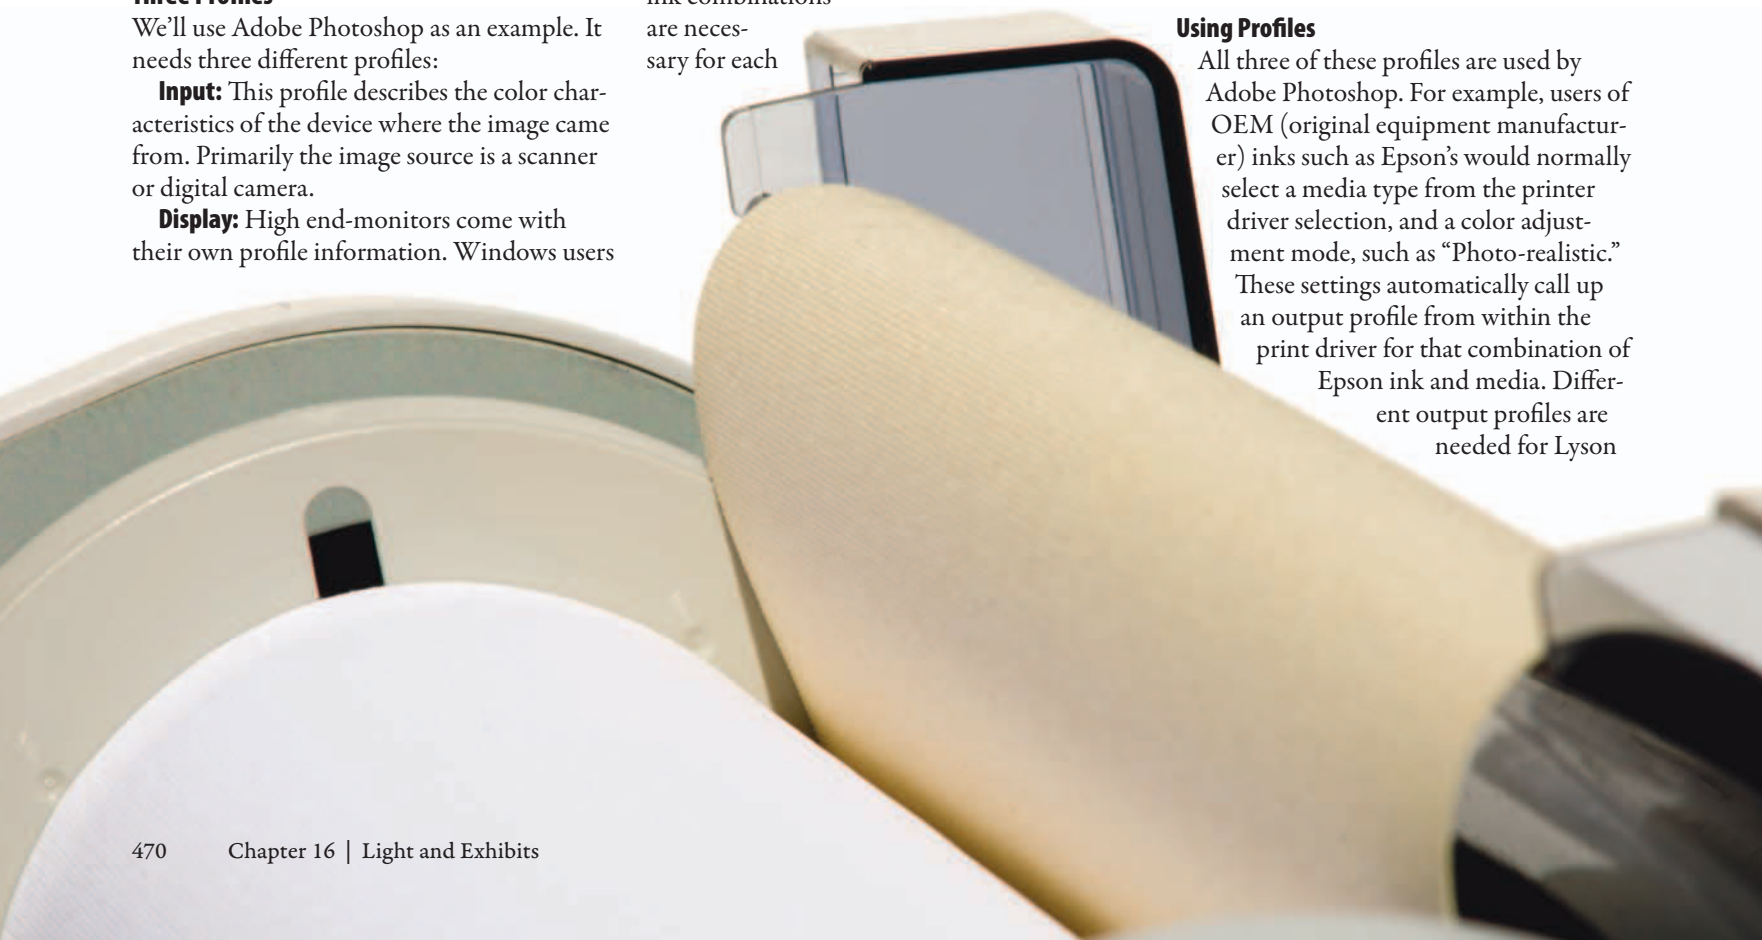 Three Profiles
We’ll use Adobe Photoshop as an example. It
needs three different profiles:
Input: This profile describes the color char-
acteristics of the device where the image came
from. Primarily the image source is a scanner
or digital camera.
Display: High end-monitors come with
their own profile information. Windows users
ink combinations
are neces-
sary for each
Using Profiles
All three of these profiles are used by
Adobe Photoshop. For example, users of
OEM (original equipment manufactur-
er) inks such as Epson’s would normally
select a media type from the printer
driver selection, and a color adjust-
ment mode, such as “Photo-realistic.”
These settings automatically call up
an output profile from within the
print driver for that combination of
Epson ink and media. Differ-
ent output profiles are
needed for Lyson
470 Chapter 16 | Light and Exhibits